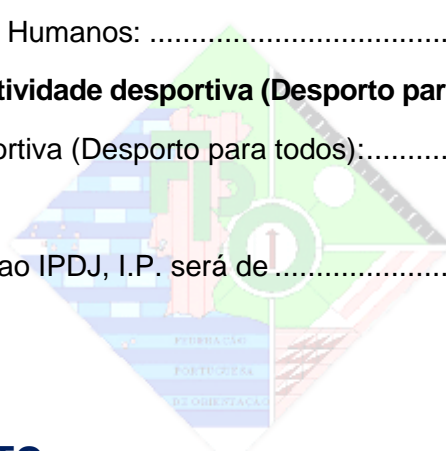 Humanos: ....................................
tividade desportiva (Desporto par
ortiva (Desporto para todos):..........
ao IPDJ, I.P. será de .....................
FEDERAÇÃO
PORTUGUESA
DE ORIENTAÇÃO